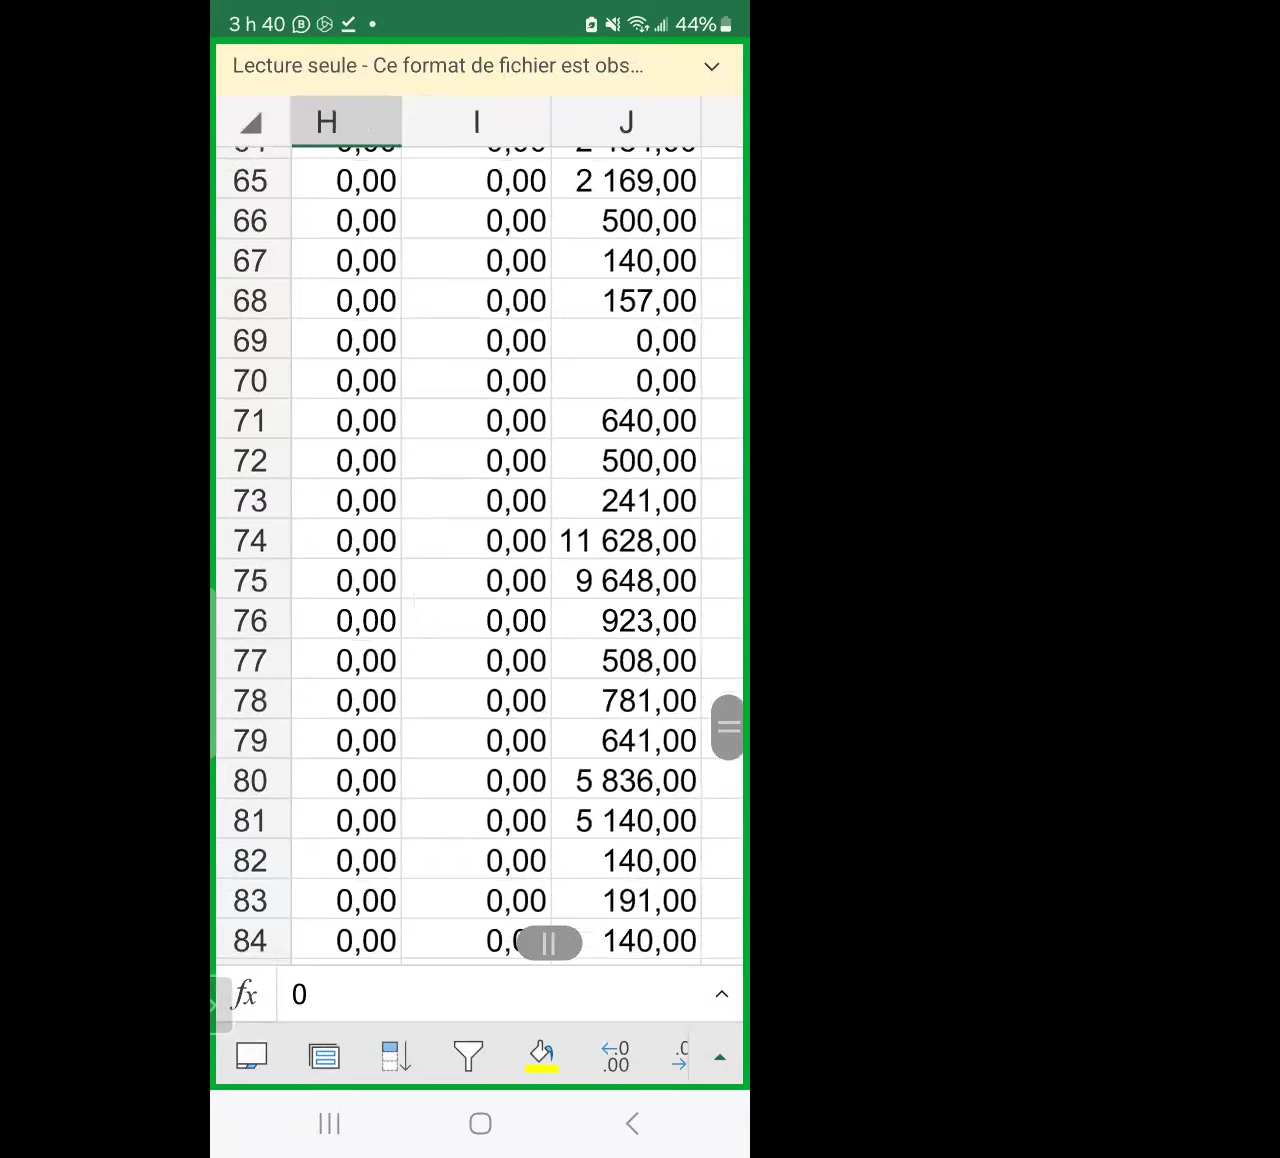 3 h 40 44%
Lecture seule - Ce format de fichier est obs...
H I J
65 0,00 0,00 2 169,00
66 0,00 0,00 500,00
67 0,00 0,00 140,00
68 0,00 0,00 157,00
69 0,00 0,00 0,00
70 0,00 0,00 0,00
71 0,00 0,00 640,00
72 0,00 0,00 500,00
73 0,00 0,00 241,00
74 0,00 0,00 11 628,00
75 0,00 0,00 9 648,00
76 0,00 0,00 923,00
77 0,00 0,00 508,00
78 0,00 0,00 781,00
79 0,00 0,00 641,00
80 0,00 0,00 5 836,00
81 0,00 0,00 5 140,00
82 0,00 0,00 140,00
83 0,00 0,00 191,00
84 0,00 140,00
fx 0
←.0 .00